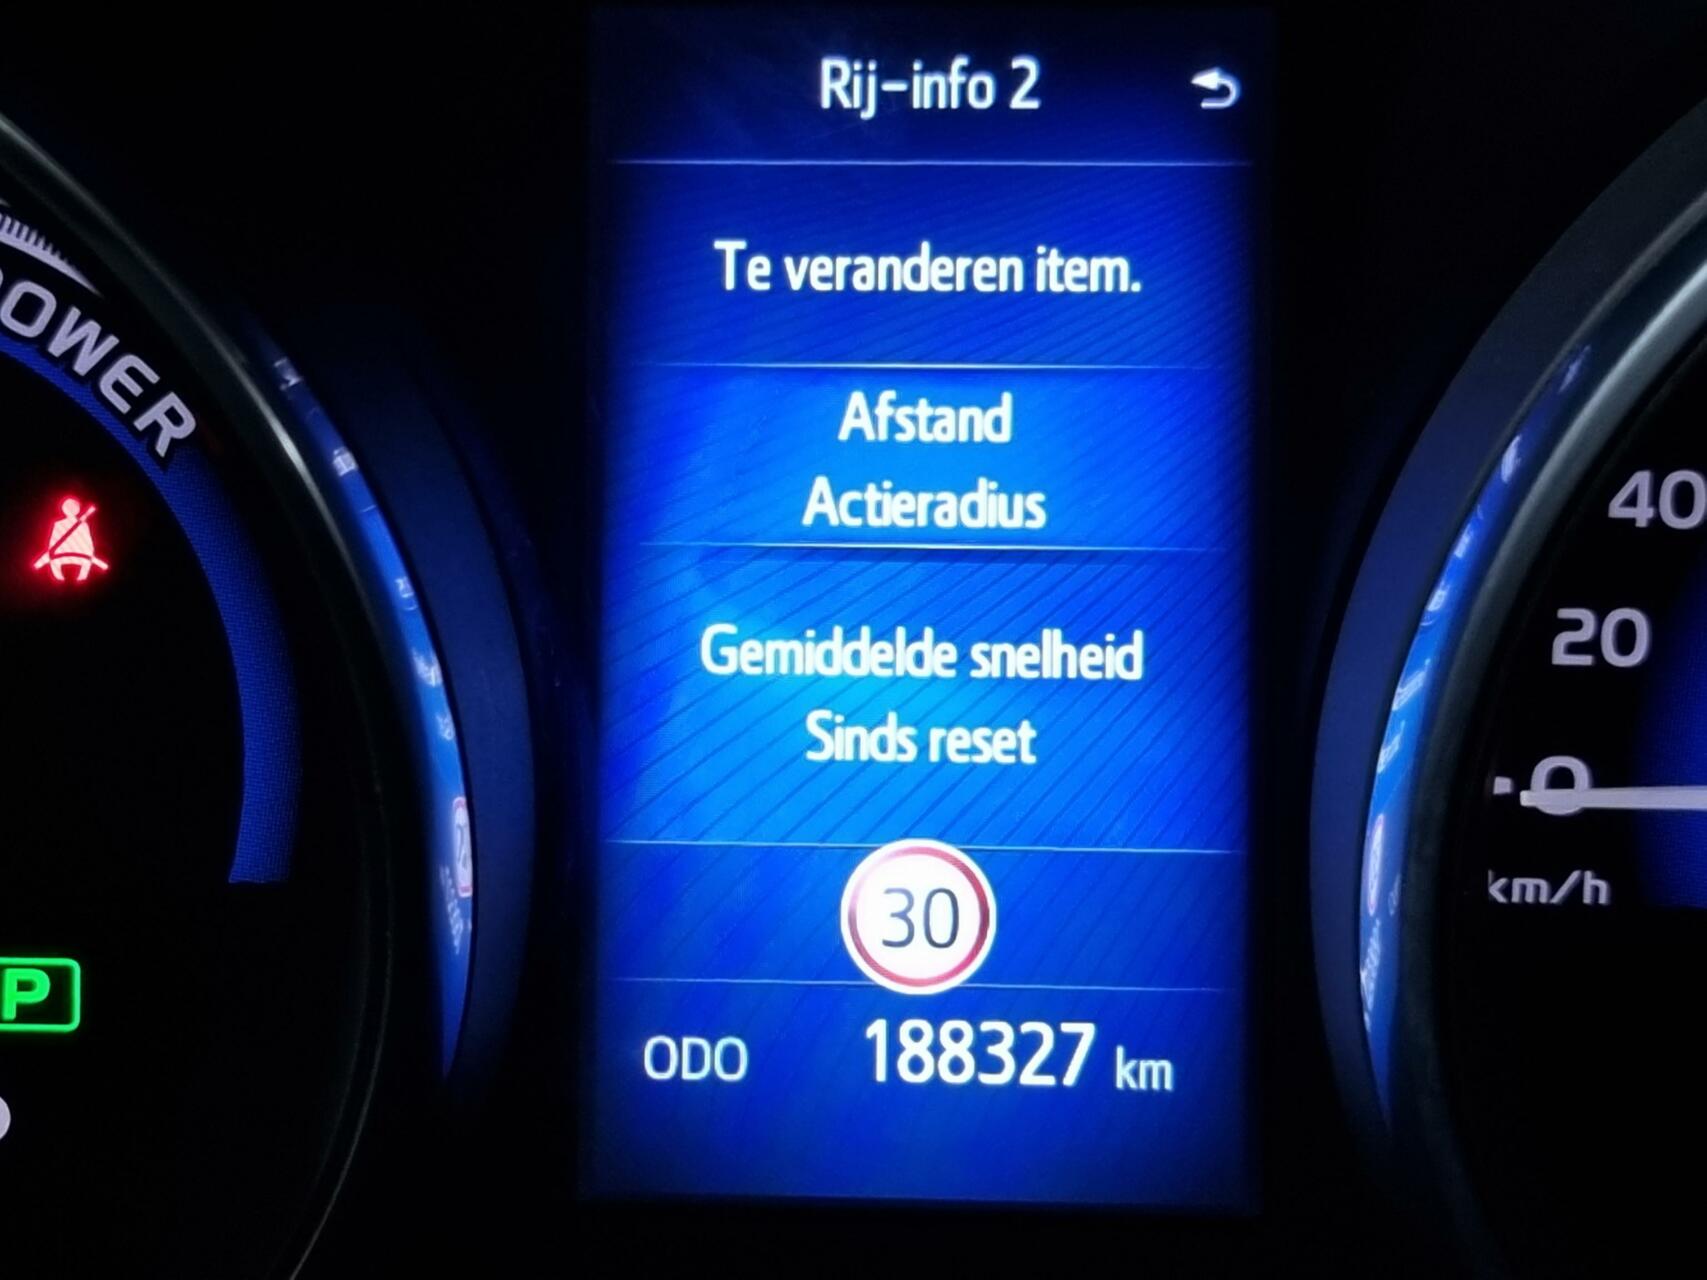 Rij-info 2
Te veranderen item.
Afstand
Actieradius
Gemiddelde snelheid
Sinds reset
30
ODO 188327 km
POWER
P
40
20
0
km/h